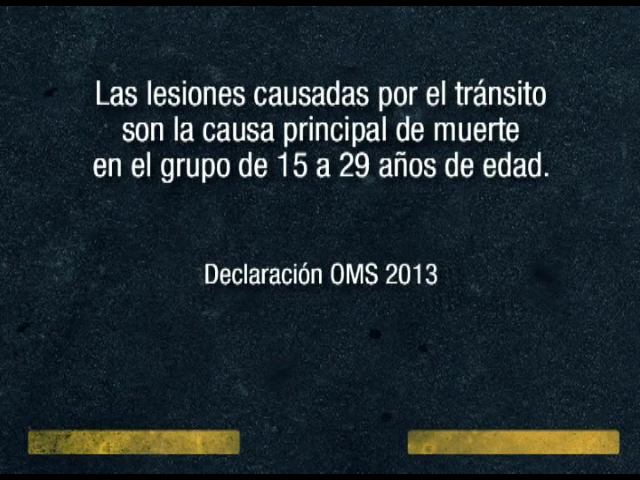 Las lesiones causadas por el tránsito
son la causa principal de muerte
en el grupo de 15 a 29 años de edad.
Declaración OMS 2013